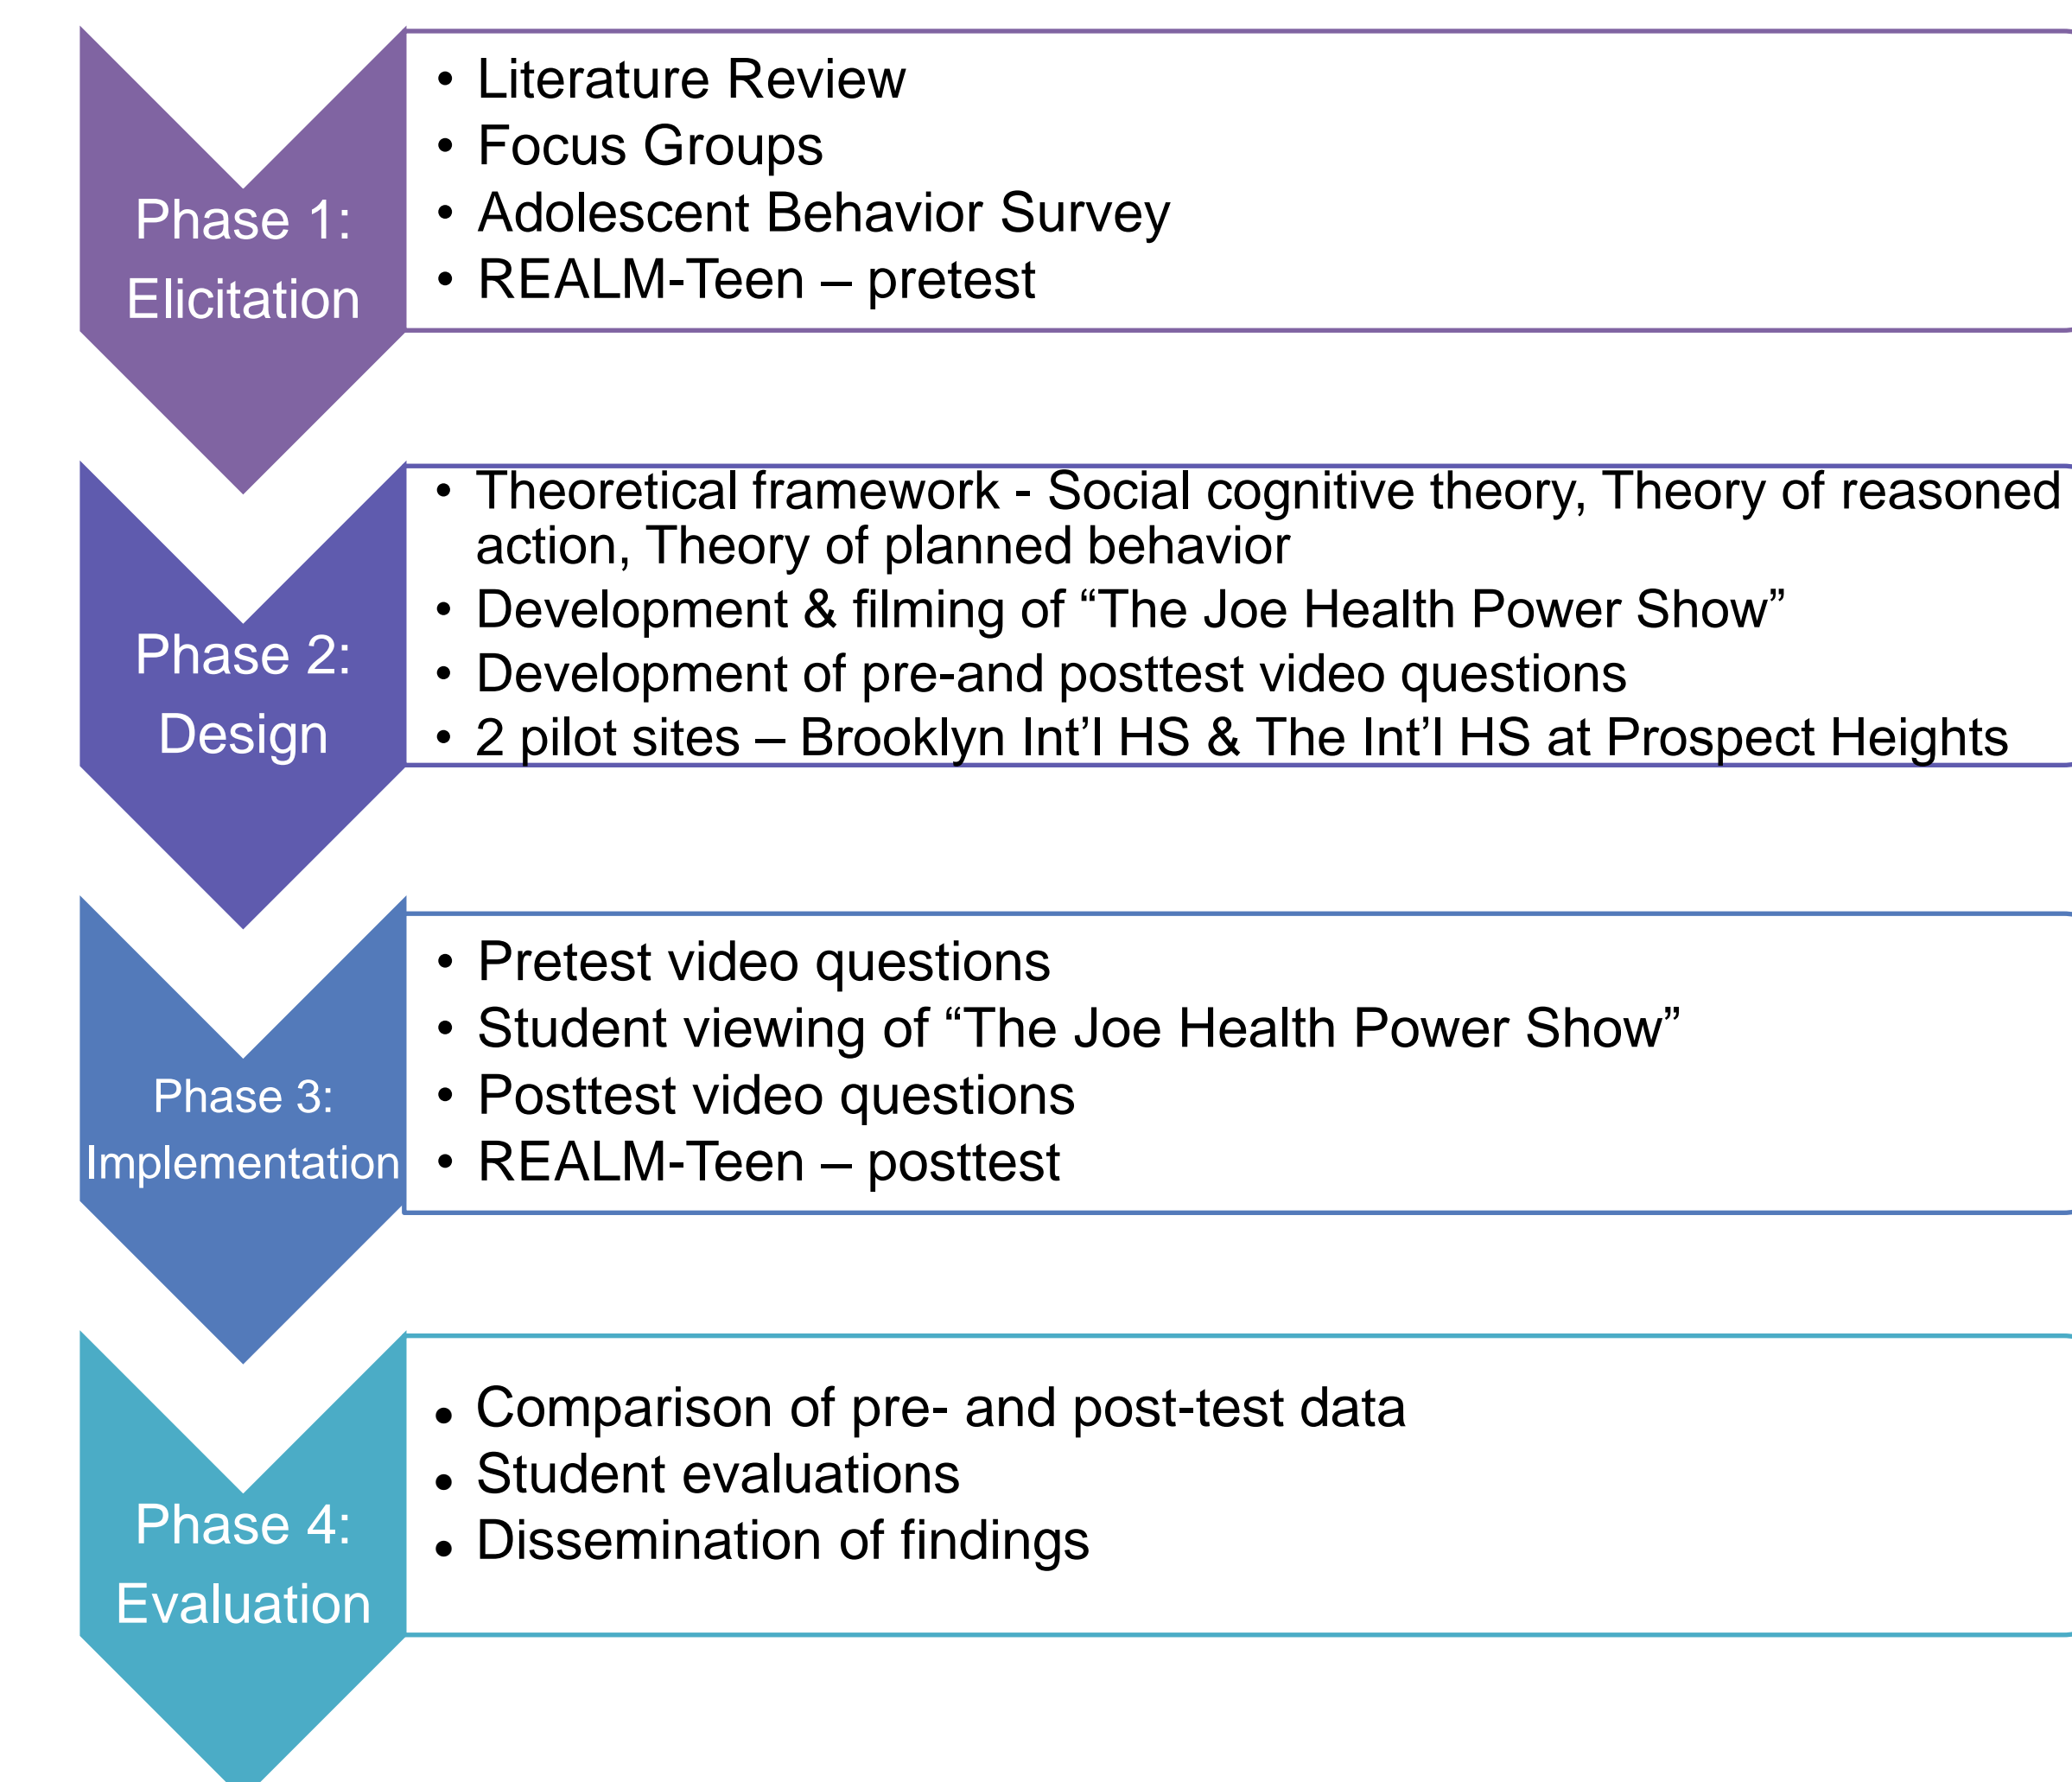 Phase 1:
Elicitation
• Literature Review
• Focus Groups
• Adolescent Behavior Survey
• REALM-Teen – pretest
Phase 2:
Design
• Theoretical framework - Social cognitive theory, Theory of reasoned
action, Theory of planned behavior
• Development & filming of “The Joe Health Power Show”
• Development of pre-and posttest video questions
• 2 pilot sites – Brooklyn Int’l HS & The Int’l HS at Prospect Heights
Phase 3:
Implementation
• Pretest video questions
• Student viewing of “The Joe Health Power Show”
• Posttest video questions
• REALM-Teen – posttest
Phase 4:
Evaluation
• Comparison of pre- and post-test data
• Student evaluations
• Dissemination of findings